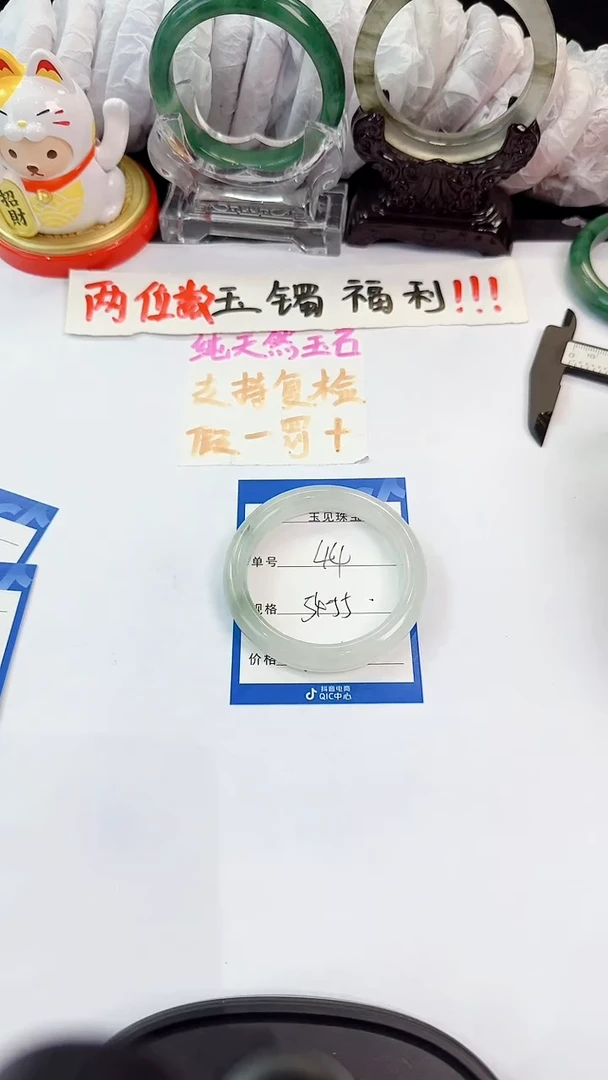 招財
两位数玉镯福利!!!
纯天然玉石
支持复检
假一罚十
玉见珠宝
单号 44
规格 54-55
价格
抖音电商
QIC中心